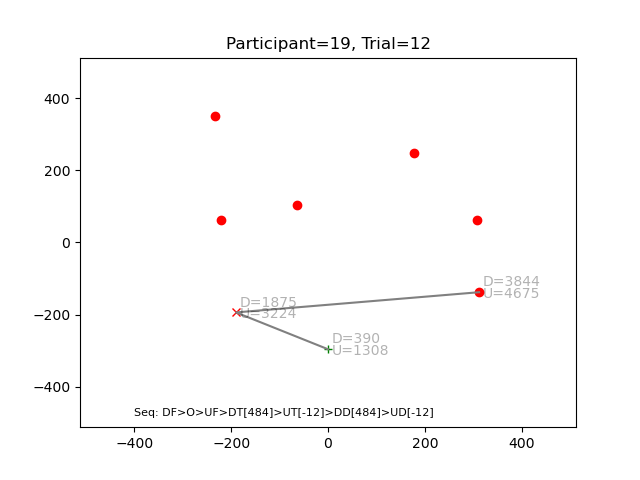 Participant=19, Trial=12
400
200
0
−200
−400
D=3844
U=4675
D=1875
U=3224
D=390
U=1308
Seq: DF>O>UF>DT[484]>UT[-12]>DD[484]>UD[-12]
−400 −200 0 200 400